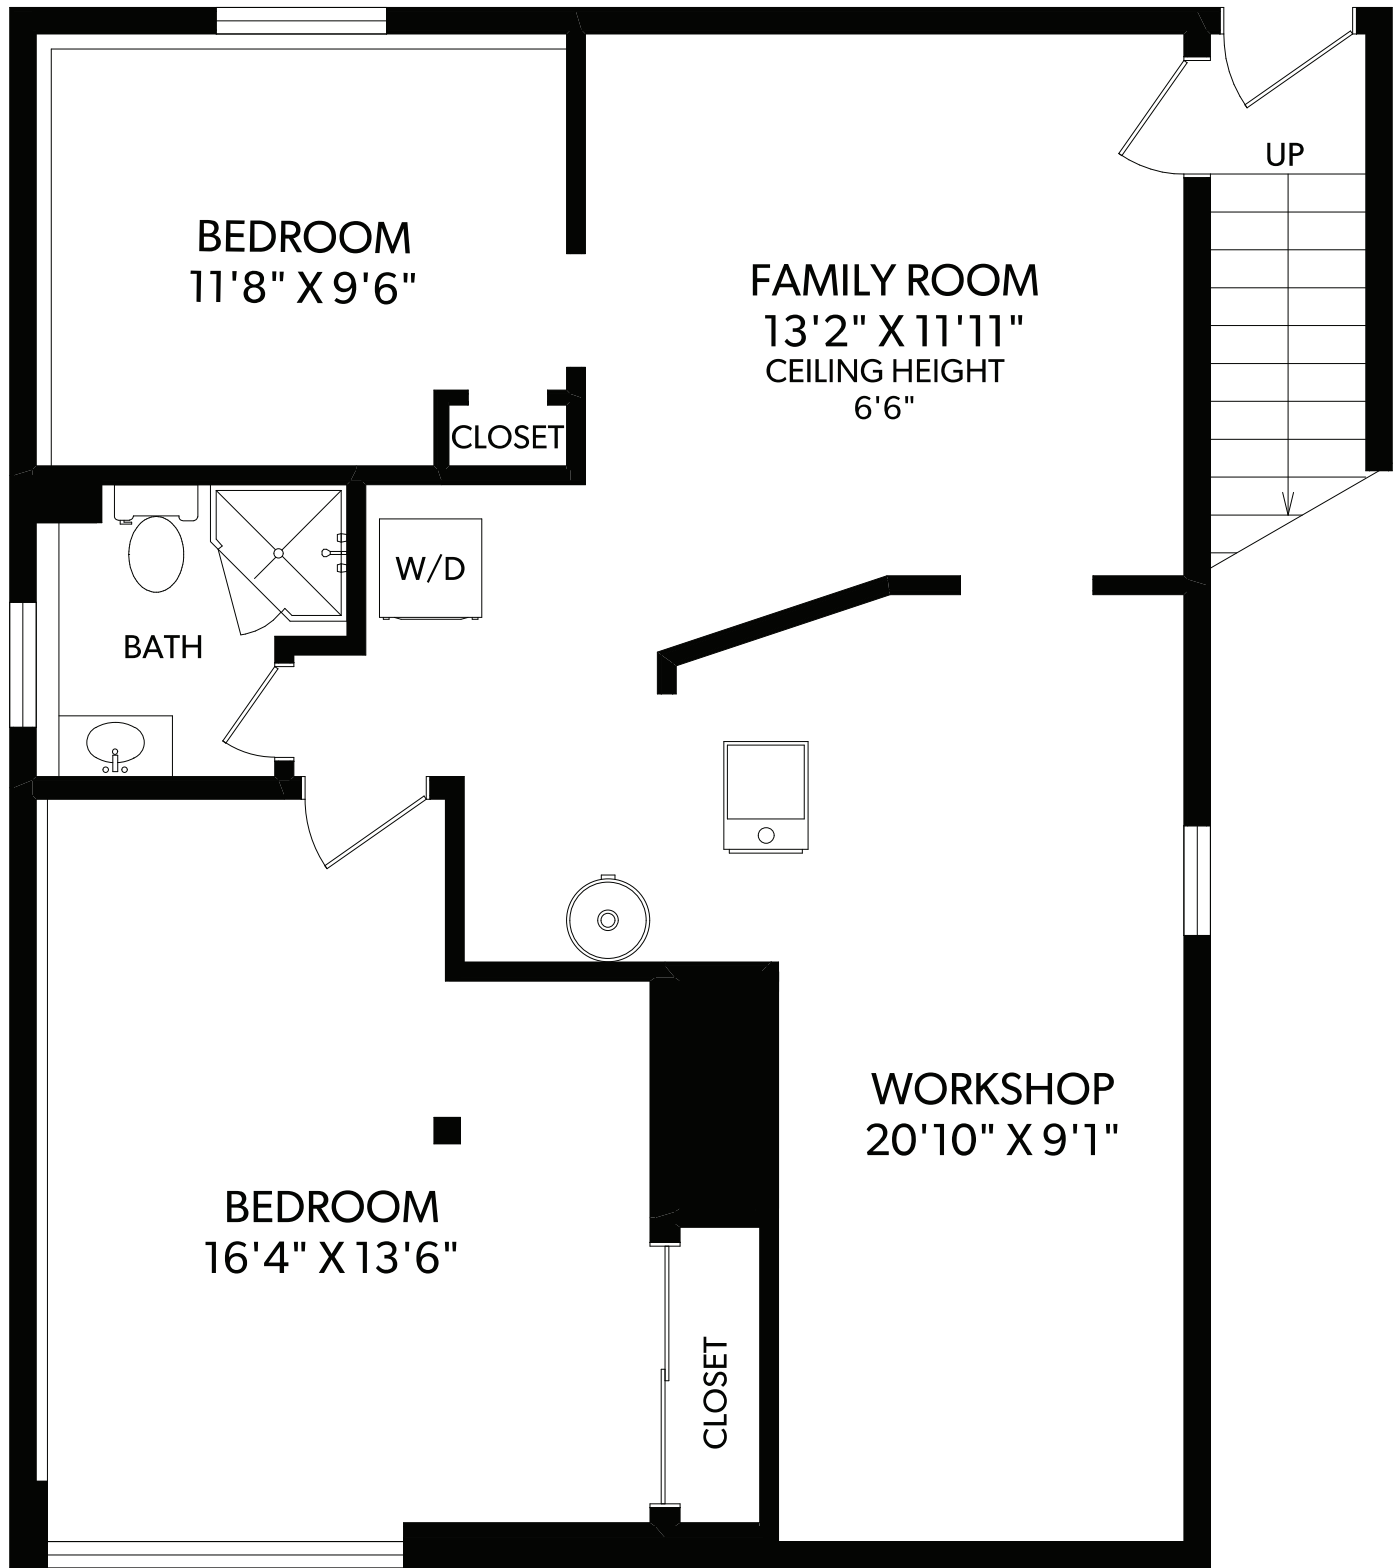 UP
BEDROOM
11'8" X 9'6"
FAMILY ROOM
13'2" X 11'11"
CEILING HEIGHT
6'6"
CLOSET
W/D
BATH
WORKSHOP
20'10" X 9'1"
BEDROOM
16'4" X 13'6"
CLOSET